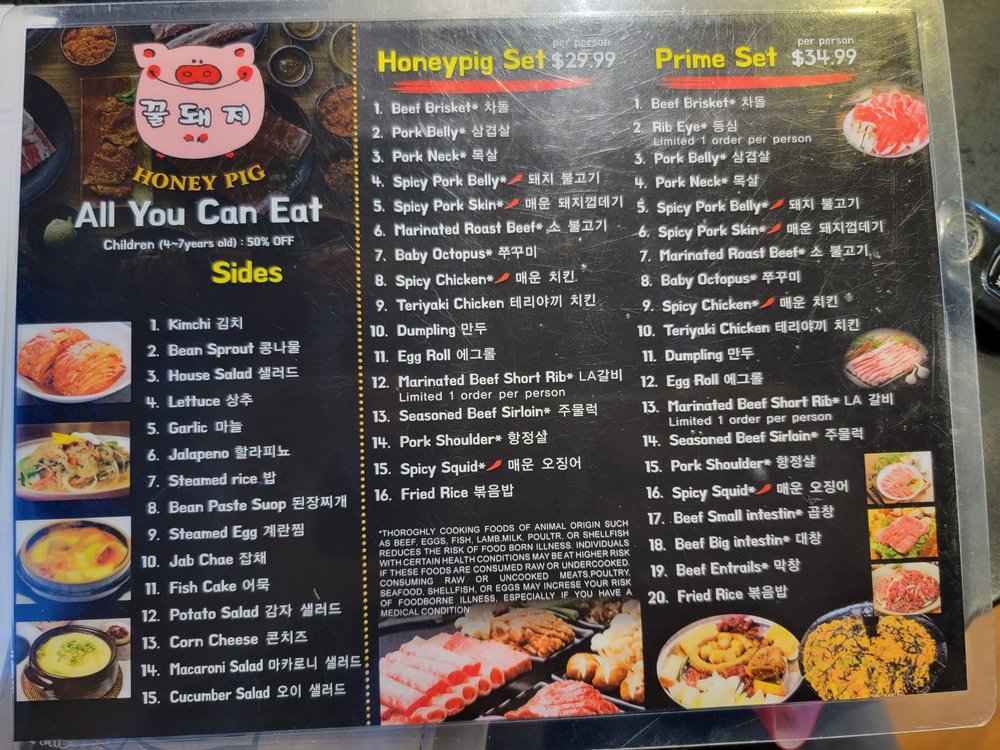 꿀돼지
HONEY PIG
All You Can Eat
Children (4~7years old) : 50% OFF
Sides
1. Kimchi 김치
2. Bean Sprout 콩나물
3. House Salad 샐러드
4. Lettuce 상추
5. Garlic 마늘
6. Jalapeno 할라피뇨
7. Steamed rice 밥
8. Bean Paste Suop 된장찌개
9. Steamed Egg 계란찜
10. Jab Chae 잡채
11. Fish Cake 어묵
12. Potato Salad 감자 샐러드
13. Corn Cheese 콘치즈
14. Macaroni Salad 마카로니 샐러드
15. Cucumber Salad 오이 샐러드
Honeypig Set per person $29.99
1. Beef Brisket* 차돌
2. Pork Belly* 삼겹살
3. Pork Neck* 목살
4. Spicy Pork Belly* 돼지 불고기
5. Spicy Pork Skin* 매운 돼지껍데기
6. Marinated Roast Beef* 소 불고기
7. Baby Octopus* 쭈꾸미
8. Spicy Chicken* 매운 치킨
9. Teriyaki Chicken 테리야끼 치킨
10. Dumpling 만두
11. Egg Roll 에그롤
12. Marinated Beef Short Rib* LA갈비
Limited 1 order per person
13. Seasoned Beef Sirloin* 주물럭
14. Pork Shoulder* 항정살
15. Spicy Squid* 매운 오징어
16. Fried Rice 볶음밥
*THOROGHLY COOKING FOODS OF ANIMAL ORIGIN SUCH
AS BEEF, EGGS, FISH, LAMB,MILK, POULTR, OR SHELLFISH
REDUCES THE RISK OF FOOD BORN ILLNESS. INDIVIDUALS
WITH CERTAIN HEALTH CONDITIONS MAY BE AT HIGHER RISK
IF THESE FOODS ARE CONSUMED RAW OR UNDERCOOKED.
CONSUMING RAW OR UNCOOKED MEATS,POULTRY,
SEAFOOD, SHELLFISH, OR EGGS MAY INCRESE YOUR RISK
OF FOODBORNE ILLNESS, ESPECIALLY IF YOU HAVE A
MEDICAL CONDITION
Prime Set per person $34.99
1. Beef Brisket* 차돌
2. Rib Eye* 등심
Limited 1 order per person
3. Pork Belly* 삼겹살
4. Pork Neck* 목살
5. Spicy Pork Belly* 돼지 불고기
6. Spicy Pork Skin* 매운 돼지껍데기
7. Marinated Roast Beef* 소 불고기
8. Baby Octopus* 쭈꾸미
9. Spicy Chicken* 매운 치킨
10. Teriyaki Chicken 테리야끼 치킨
11. Dumpling 만두
12. Egg Roll 에그롤
13. Marinated Beef Short Rib* LA 갈비
Limited 1 order per person
14. Seasoned Beef Sirloin* 주물럭
15. Pork Shoulder* 항정살
16. Spicy Squid* 매운 오징어
17. Beef Small intestin* 곱창
18. Beef Big intestin* 대창
19. Beef Entrails* 막창
20. Fried Rice 볶음밥